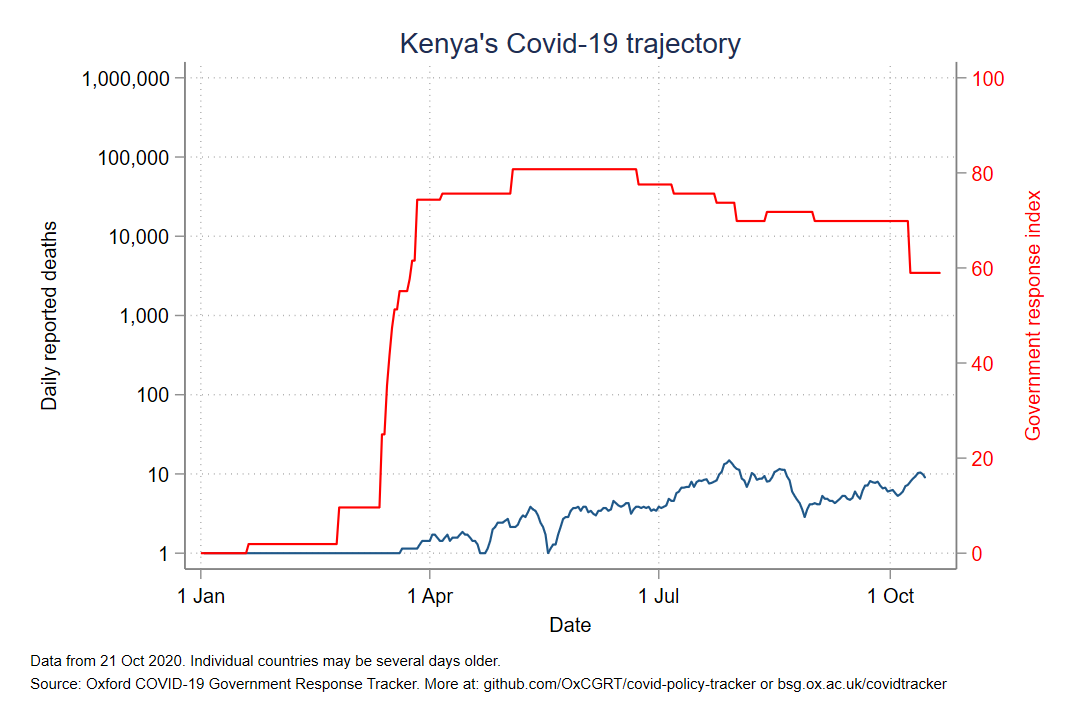 Kenya's Covid-19 trajectory
1,000,000
100,000
10,000
1,000
100
10
1
Daily reported deaths
100
80
60
40
20
0
Government response index
1 Jan
1 Apr
1 Jul
1 Oct
Date
Data from 21 Oct 2020. Individual countries may be several days older.
Source: Oxford COVID-19 Government Response Tracker. More at: github.com/OxCGRT/covid-policy-tracker or bsg.ox.ac.uk/covidtracker